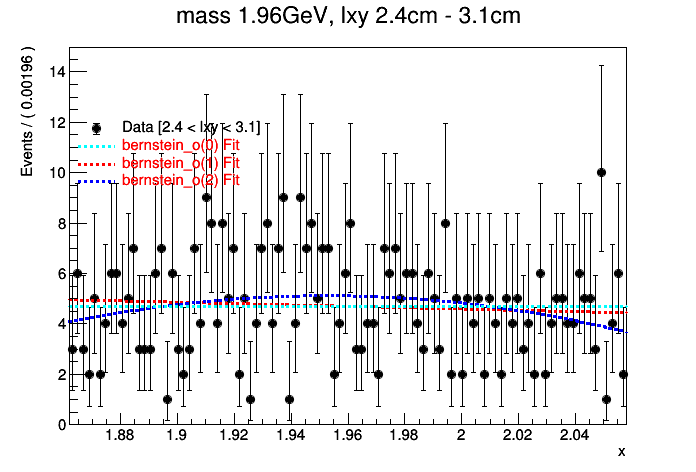 mass 1.96GeV, lxy 2.4cm - 3.1cm
Events / ( 0.00196 )
14
12
10
8
6
4
2
0
Data [2.4 < lxy < 3.1]
bernstein_o(0) Fit
bernstein_o(1) Fit
bernstein_o(2) Fit
1.88 1.9 1.92 1.94 1.96 1.98 2 2.02 2.04
x